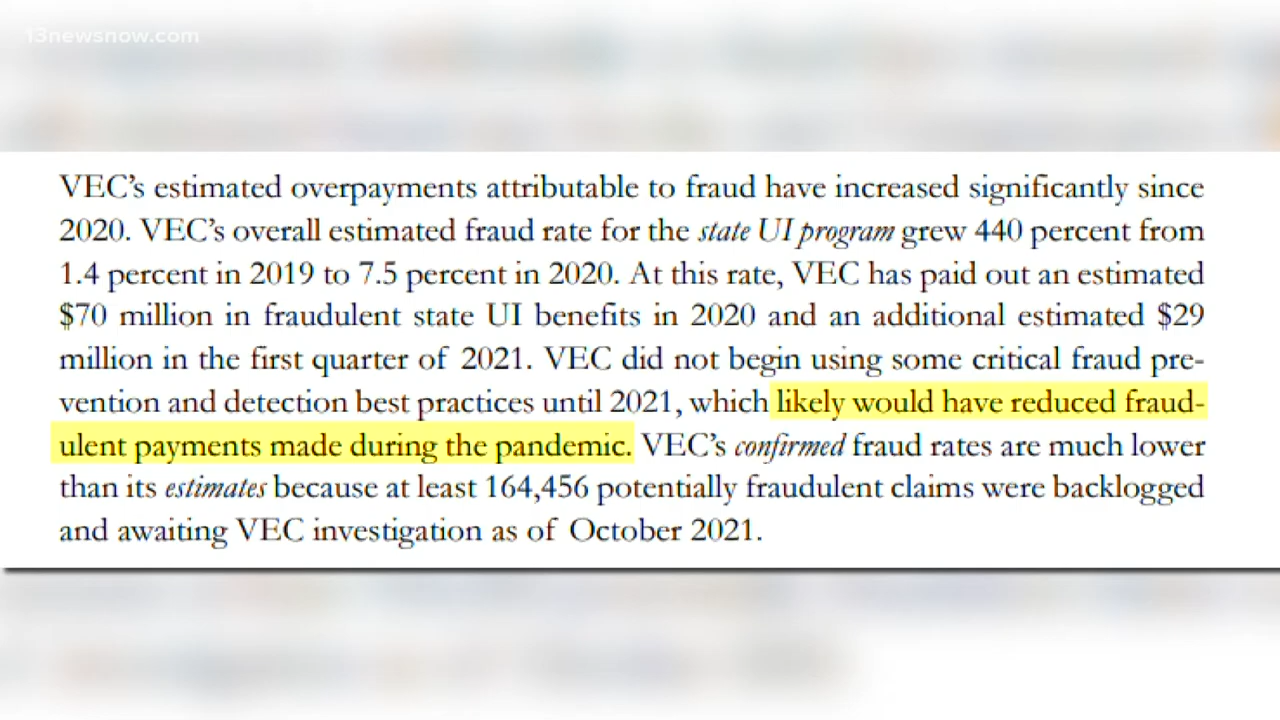 13newsnow.com
VEC's estimated overpayments attributable to fraud have increased significantly since
2020. VEC's overall estimated fraud rate for the state UI program grew 440 percent from
1.4 percent in 2019 to 7.5 percent in 2020. At this rate, VEC has paid out an estimated
$70 million in fraudulent state UI benefits in 2020 and an additional estimated $29
million in the first quarter of 2021. VEC did not begin using some critical fraud pre-
vention and detection best practices until 2021, which likely would have reduced fraud-
ulent payments made during the pandemic. VEC's confirmed fraud rates are much lower
than its estimates because at least 164,456 potentially fraudulent claims were backlogged
and awaiting VEC investigation as of October 2021.